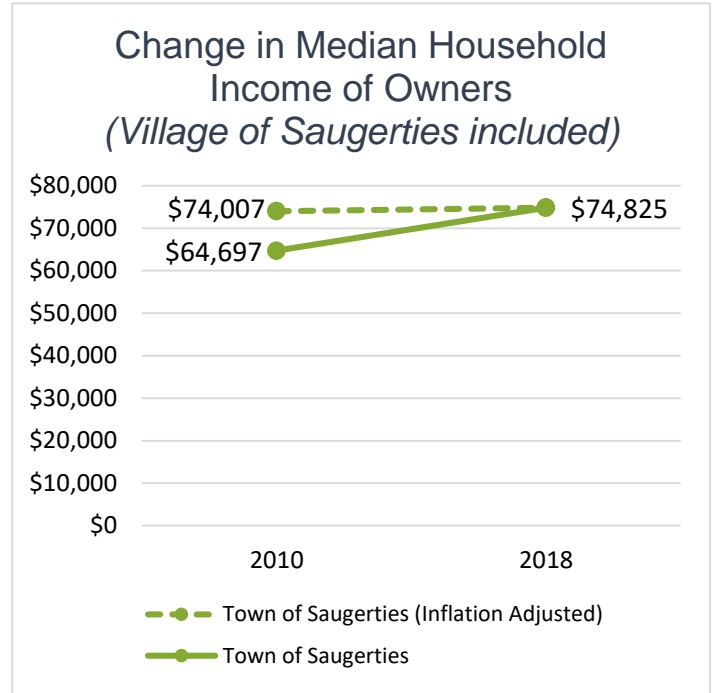 Change in Median Household
Income of Owners
(Village of Saugerties included)
$80,000
$70,000
$60,000
$50,000
$40,000
$30,000
$20,000
$10,000
$0
$74,007
$64,697
$74,825
2010
2018
Town of Saugerties (Inflation Adjusted)
Town of Saugerties